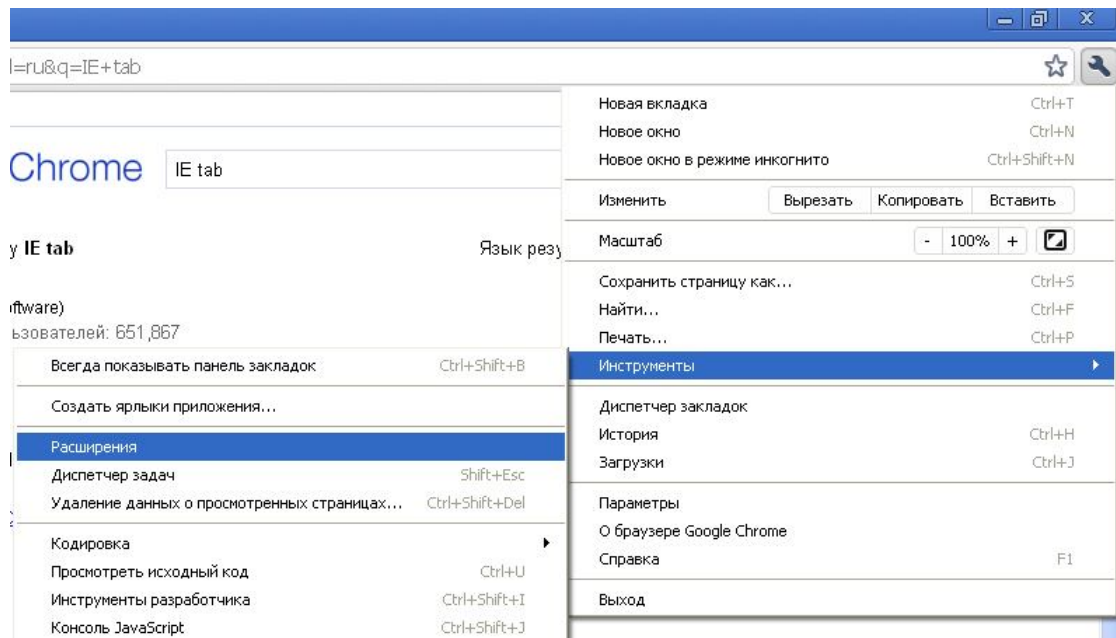 l=ru&q=IE+tab
Chrome
IE tab
у IE tab
Язык резу
oftware)
ьзователей: 651,867
Новая вкладка Ctrl+T
Новое окно Ctrl+N
Новое окно в режиме инкогнито Ctrl+Shift+N
Изменить Вырезать Копировать Вставить
Масштаб - 100% +
Сохранить страницу как... Ctrl+S
Найти... Ctrl+F
Печать... Ctrl+P
Инструменты
Диспетчер закладок
История Ctrl+H
Загрузки Ctrl+J
Параметры
О браузере Google Chrome
Справка F1
Выход
Всегда показывать панель закладок Ctrl+Shift+B
Создать ярлыки приложения...
Расширения
Диспетчер задач Shift+Esc
Удаление данных о просмотренных страницах... Ctrl+Shift+Del
Кодировка
Просмотреть исходный код Ctrl+U
Инструменты разработчика Ctrl+Shift+I
Консоль JavaScript Ctrl+Shift+J